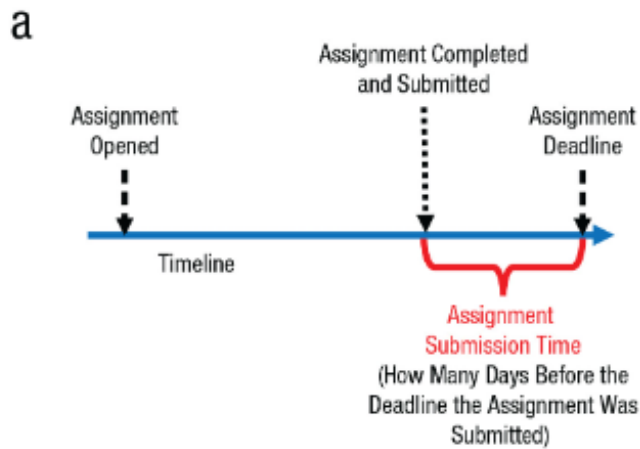 a
Assignment Completed
and Submitted
Assignment
Opened
Assignment
Deadline
Timeline
Assignment
Submission Time
(How Many Days Before the
Deadline the Assignment Was
Submitted)